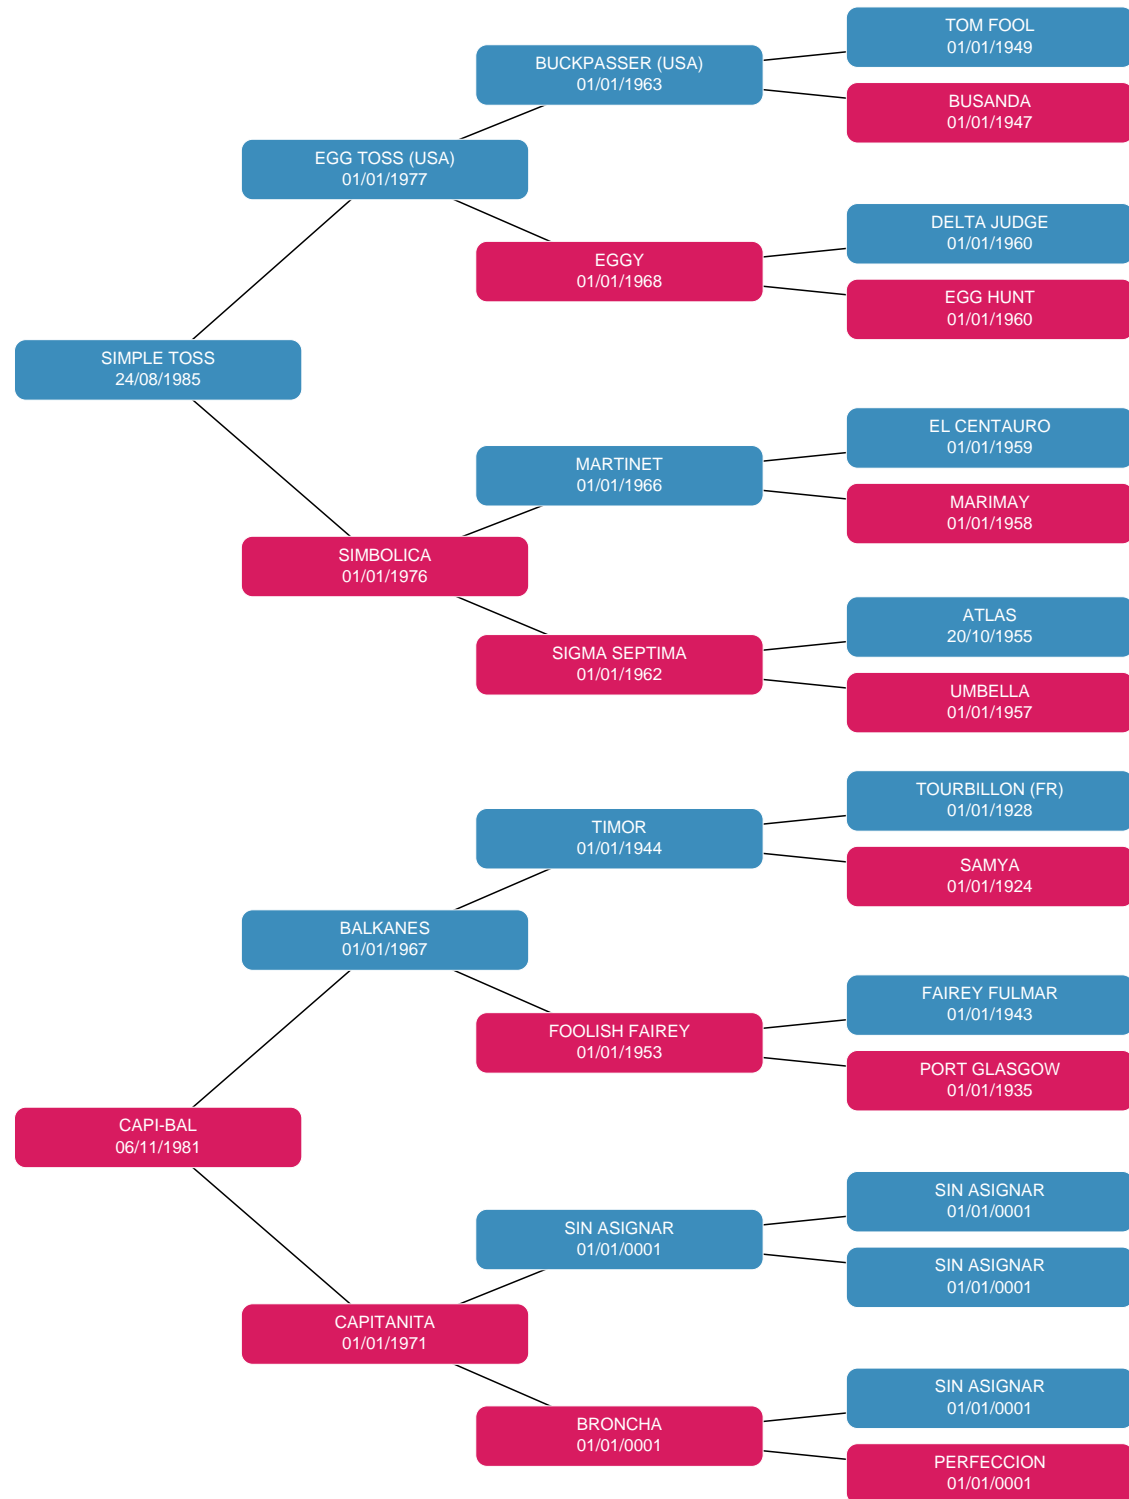 TOM FOOL
01/01/1949
BUCKPASSER (USA)
01/01/1963
BUSANDA
01/01/1947
EGG TOSS (USA)
01/01/1977
DELTA JUDGE
01/01/1960
EGGY
01/01/1968
EGG HUNT
01/01/1960
SIMPLE TOSS
24/08/1985
EL CENTAURO
01/01/1959
MARTINET
01/01/1966
MARIMAY
01/01/1958
SIMBOLICA
01/01/1976
ATLAS
20/10/1955
SIGMA SEPTIMA
01/01/1962
UMBELLA
01/01/1957
TOURBILLON (FR)
01/01/1928
TIMOR
01/01/1944
SAMYA
01/01/1924
BALKANES
01/01/1967
FAIREY FULMAR
01/01/1943
FOOLISH FAIREY
01/01/1953
PORT GLASGOW
01/01/1935
CAPI-BAL
06/11/1981
SIN ASIGNAR
01/01/0001
SIN ASIGNAR
01/01/0001
SIN ASIGNAR
01/01/0001
CAPITANITA
01/01/1971
SIN ASIGNAR
01/01/0001
BRONCHA
01/01/0001
PERFECCION
01/01/0001